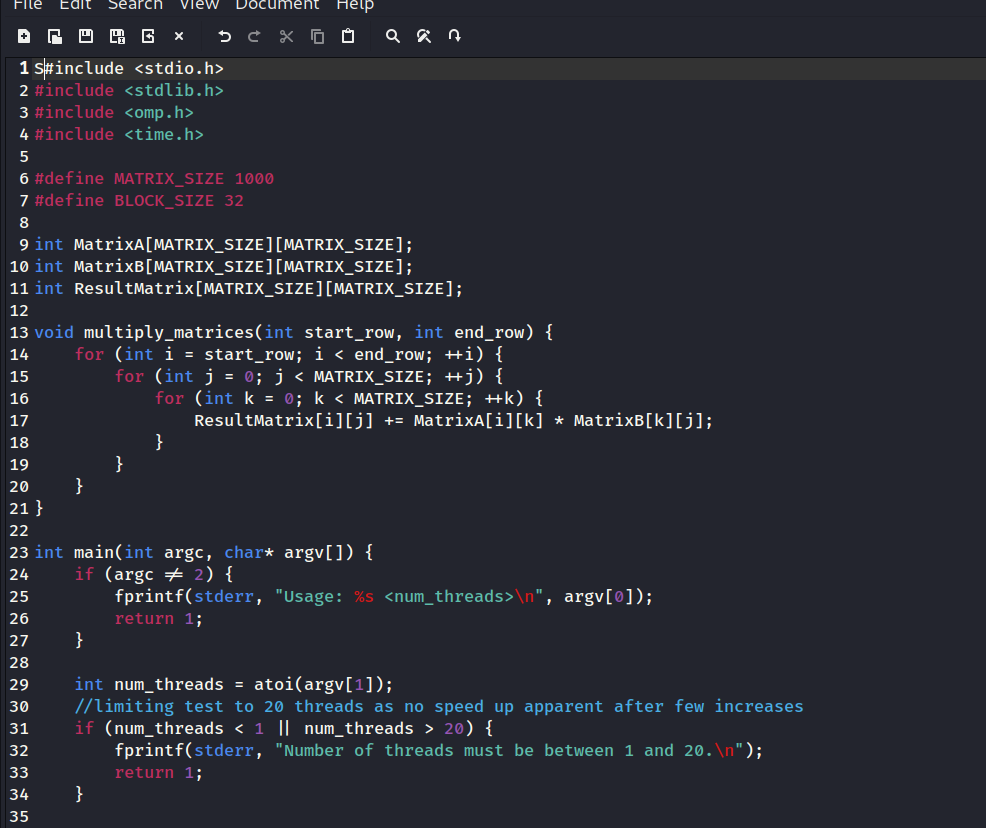 File Edit Search View Document Help
1 S#include <stdio.h>
2 #include <stdlib.h>
3 #include <omp.h>
4 #include <time.h>
5
6 #define MATRIX_SIZE 1000
7 #define BLOCK_SIZE 32
8
9 int MatrixA[MATRIX_SIZE][MATRIX_SIZE];
10 int MatrixB[MATRIX_SIZE][MATRIX_SIZE];
11 int ResultMatrix[MATRIX_SIZE][MATRIX_SIZE];
12
13 void multiply_matrices(int start_row, int end_row) {
14     for (int i = start_row; i < end_row; ++i) {
15         for (int j = 0; j < MATRIX_SIZE; ++j) {
16             for (int k = 0; k < MATRIX_SIZE; ++k) {
17                 ResultMatrix[i][j] += MatrixA[i][k] * MatrixB[k][j];
18             }
19         }
20     }
21 }
22
23 int main(int argc, char* argv[]) {
24     if (argc != 2) {
25         fprintf(stderr, "Usage: %s <num_threads>\n", argv[0]);
26         return 1;
27     }
28
29     int num_threads = atoi(argv[1]);
30     //limiting test to 20 threads as no speed up apparent after few increases
31     if (num_threads < 1 || num_threads > 20) {
32         fprintf(stderr, "Number of threads must be between 1 and 20.\n");
33         return 1;
34     }
35